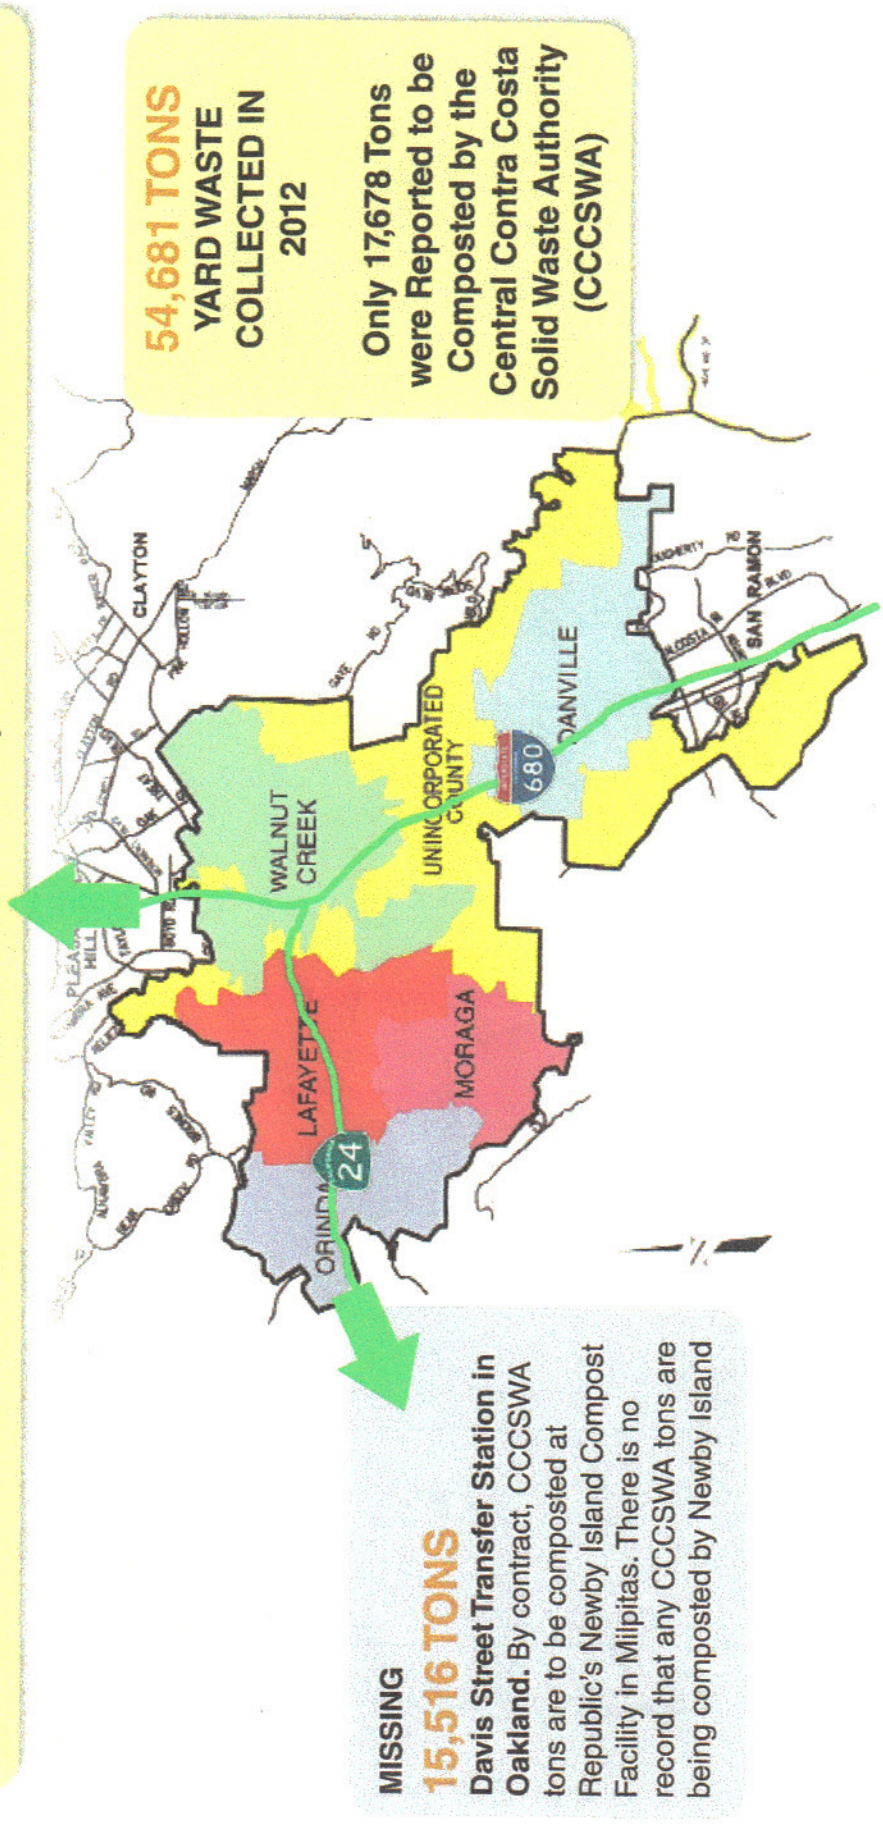 54,681 TONS
YARD WASTE
COLLECTED IN
2012
Only 17,678 Tons
were Reported to be
Composted by the
Central Contra Costa
Solid Waste Authority
(CCCSWA)
CLAYTON
HILL
WALNUT
CREEK
UNINCORPORATED
COUNTY
680
DANVILLE
SAN RAMON
BLVD
LAFAYETTE
24
ORINDA
MORAGA
MISSING
15,516 TONS
Davis Street Transfer Station in
Oakland. By contract, CCCSWA
tons are to be composted at
Republic's Newby Island Compost
Facility in Milpitas. There is no
record that any CCCSWA tons are
being composted by Newby Island